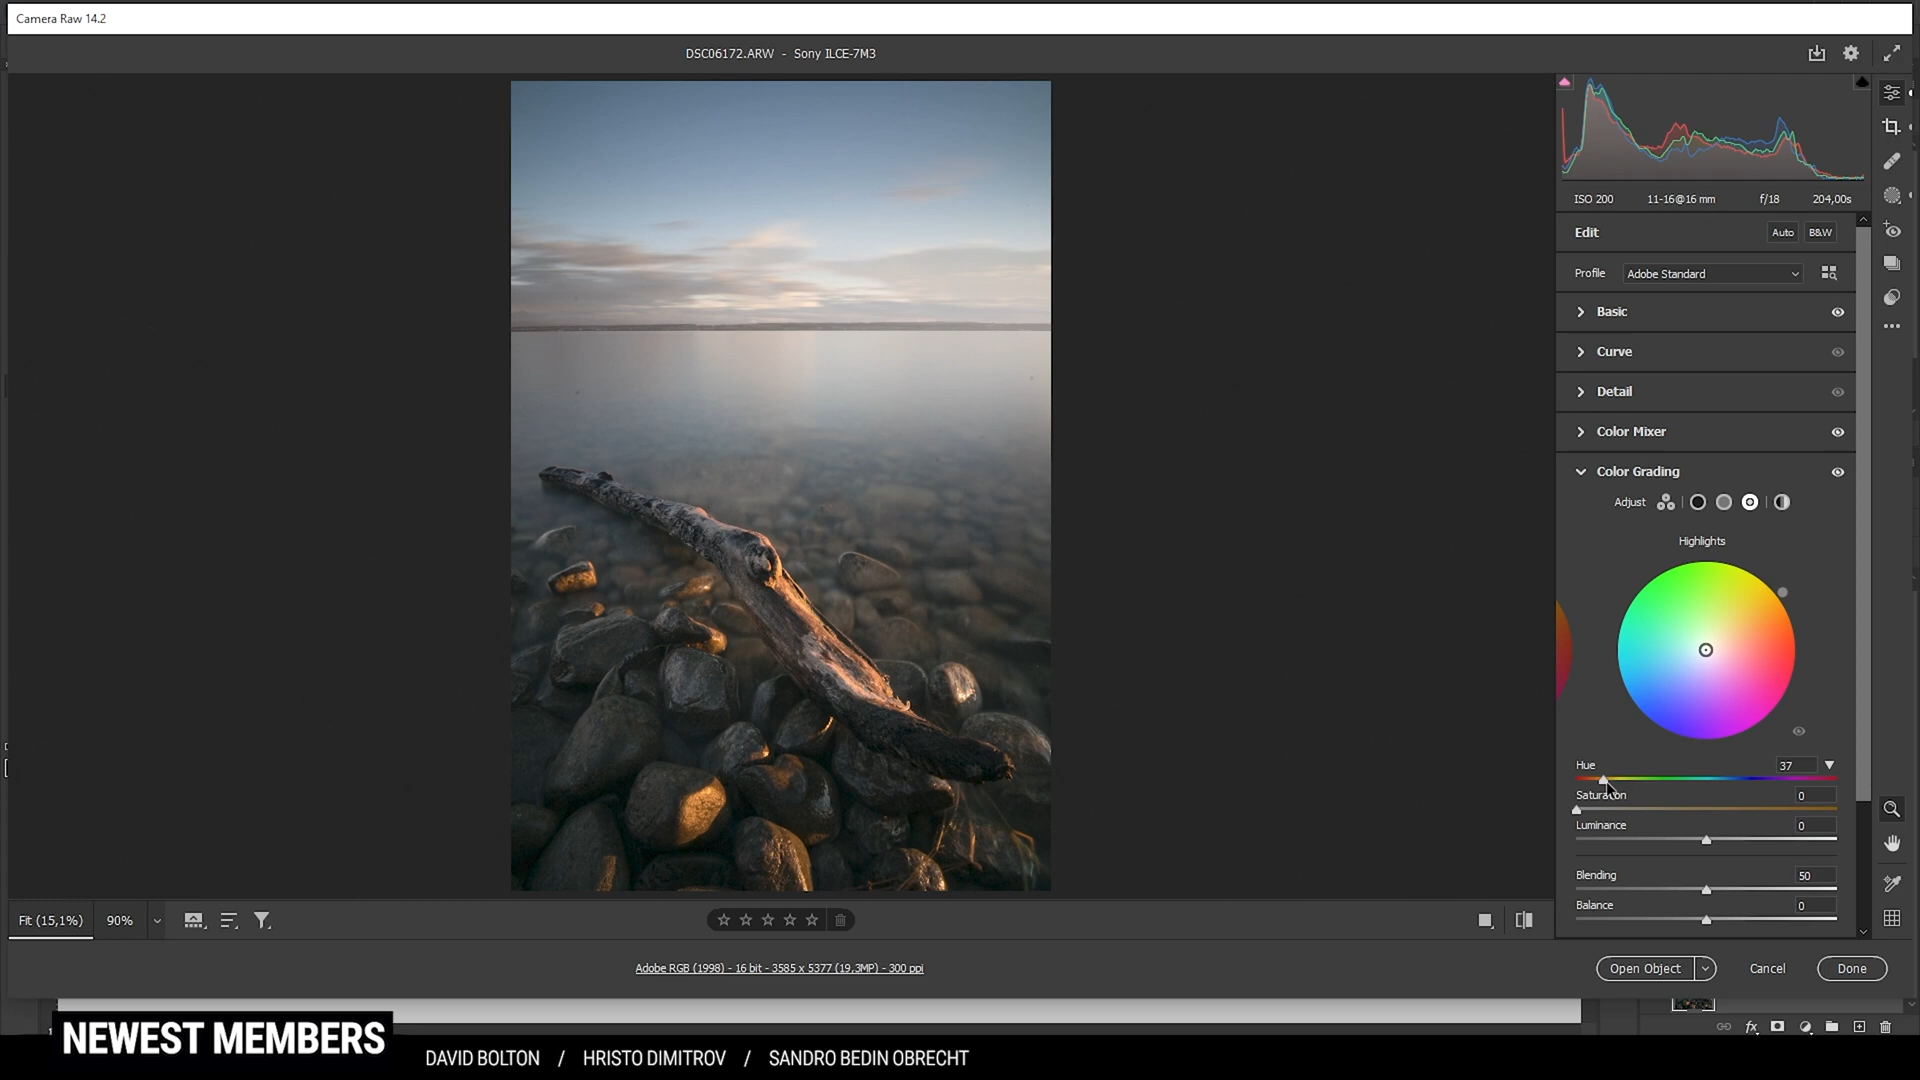 Camera Raw 14.2
DSC06172.ARW - Sony ILCE-7M3
ISO 200 11-16@16 mm f/18 204,00s
Edit Auto B&W
Profile Adobe Standard
Basic
Curve
Detail
Color Mixer
Color Grading
Adjust
Highlights
Hue 37
Saturation 0
Luminance 0
Blending 50
Balance 0
Fit (15,1%) 90%
Adobe RGB (1998) - 16 bit - 3585 x 5377 (19,3MP) - 300 ppi
Open Object Cancel Done
fx
NEWEST MEMBERS
DAVID BOLTON / HRISTO DIMITROV / SANDRO BEDIN OBRECHT